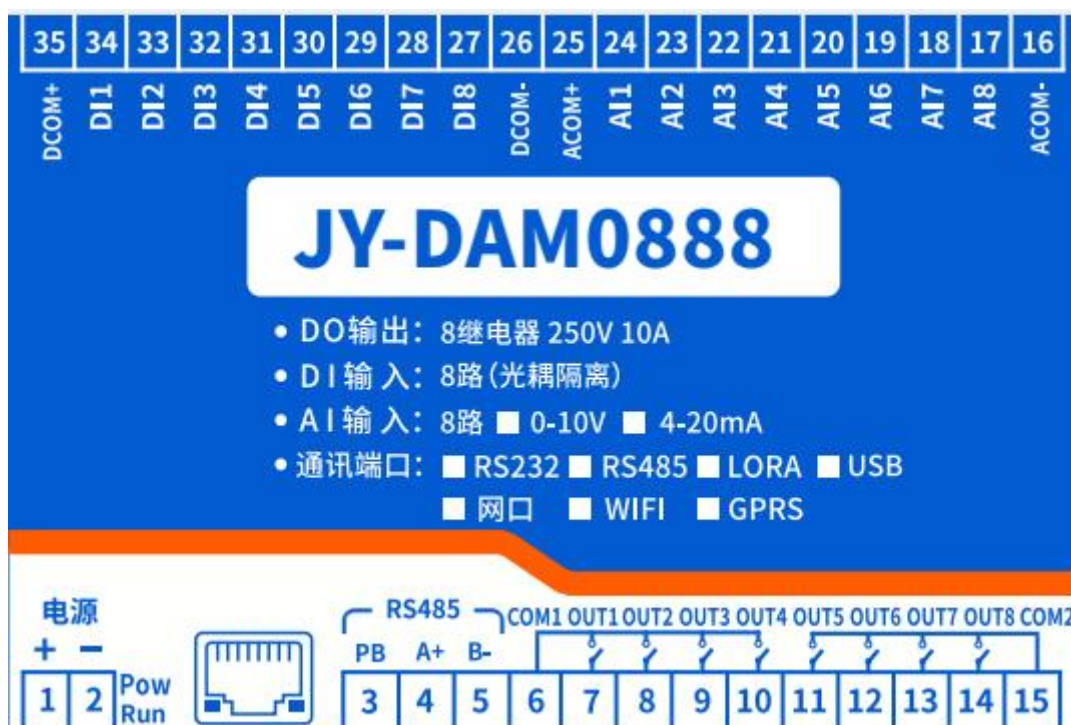 35 34 33 32 31 30 29 28 27 26 25 24 23 22 21 20 19 18 17 16
DCOM+ DI1 DI2 DI3 DI4 DI5 DI6 DI7 DI8 DCOM- ACOM+ AI1 AI2 AI3 AI4 AI5 AI6 AI7 AI8 ACOM-
JY-DAM0888
• DO输出：8继电器 250V 10A
• DI输入：8路(光耦隔离)
• AI输入：8路 ■ 0-10V ■ 4-20mA
• 通讯端口：■ RS232 ■ RS485 ■ LORA ■ USB
■ 网口 ■ WIFI ■ GPRS
电源 RS485 COM1 OUT1 OUT2 OUT3 OUT4 OUT5 OUT6 OUT7 OUT8 COM2
+ − PB A+ B-
1 2 Pow 3 4 5 6 7 8 9 10 11 12 13 14 15
Run